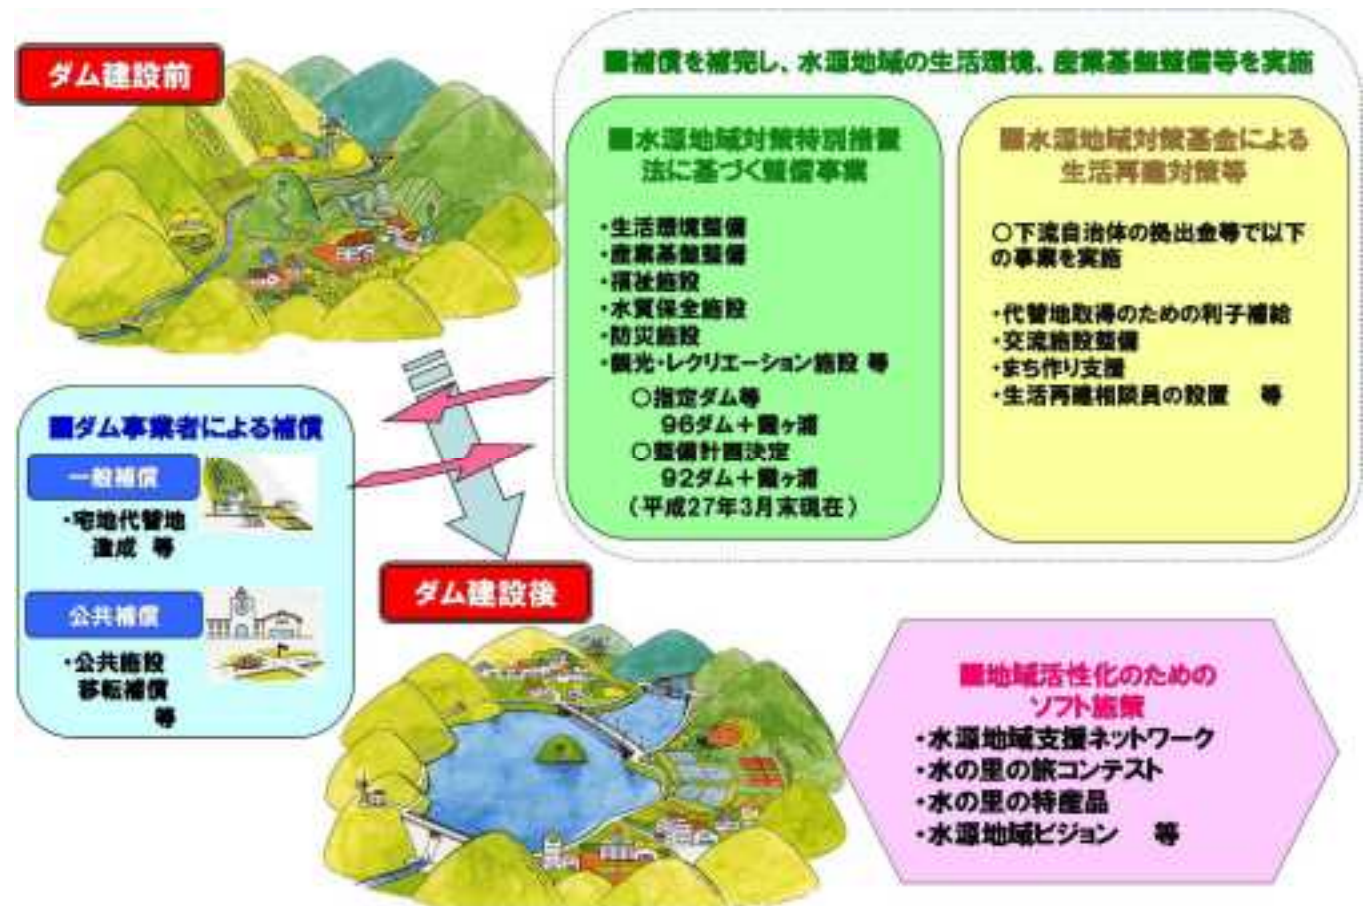 ダム建設前
■補償を補完し、水源地域の生活環境、産業基盤整備等を実施
■水源地域対策特別措置
法に基づく整備事業
・生活環境整備
・産業基盤整備
・福祉施設
・水質保全施設
・防災施設
・観光・レクリエーション施設 等
○指定ダム等
96ダム＋霞ヶ浦
○整備計画決定
92ダム＋霞ヶ浦
（平成27年3月末現在）
■水源地域対策基金による
生活再建対策等
○下流自治体の拠出金等で以下
の事業を実施
・代替地取得のための利子補給
・交流施設整備
・まち作り支援
・生活再建相談員の設置 等
■ダム事業者による補償
一般補償
・宅地代替地
造成 等
公共補償
・公共施設
移転補償
等
ダム建設後
■地域活性化のための
ソフト施策
・水源地域支援ネットワーク
・水の里の旅コンテスト
・水の里の特産品
・水源地域ビジョン 等